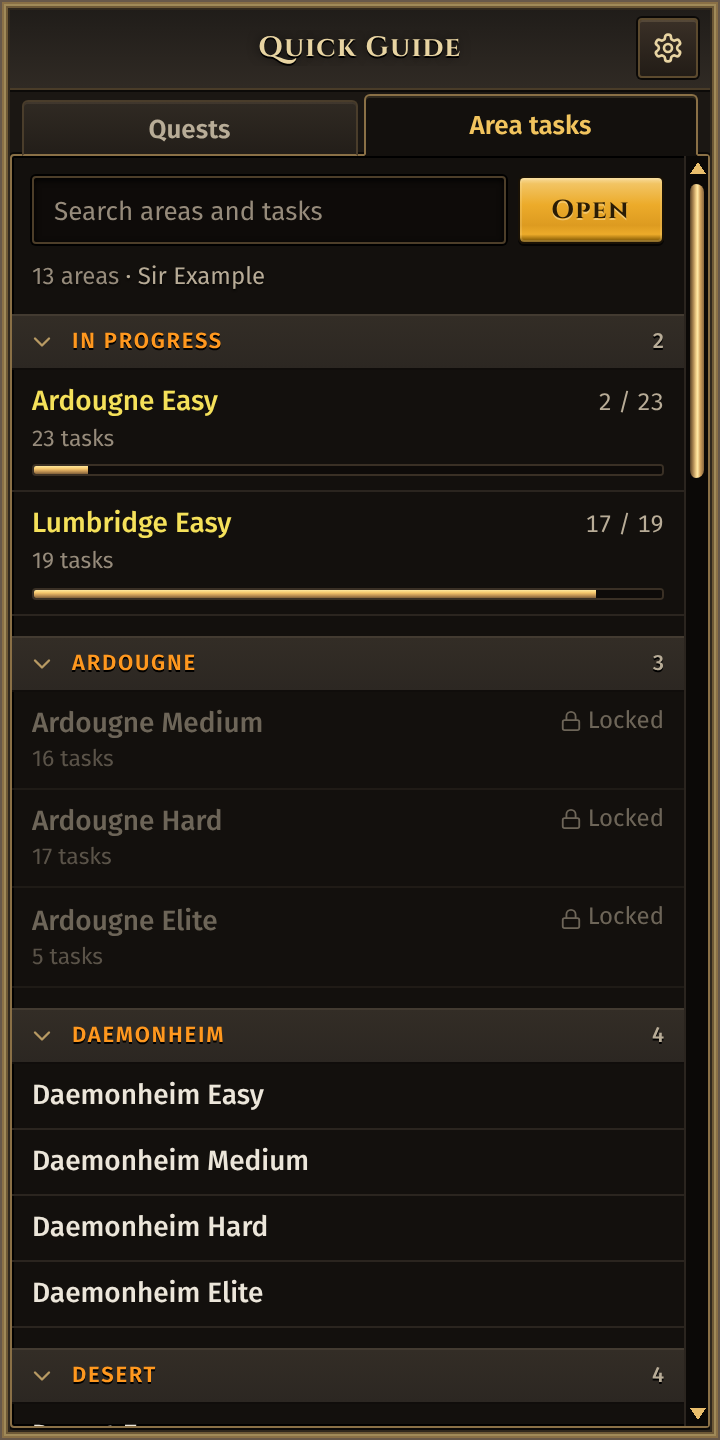 Quick Guide
Quests
Area tasks
Search areas and tasks
Open
13 areas · Sir Example
IN PROGRESS 2
Ardougne Easy 2 / 23
23 tasks
Lumbridge Easy 17 / 19
19 tasks
ARDOUGNE 3
Ardougne Medium Locked
16 tasks
Ardougne Hard Locked
17 tasks
Ardougne Elite Locked
5 tasks
DAEMONHEIM 4
Daemonheim Easy
Daemonheim Medium
Daemonheim Hard
Daemonheim Elite
DESERT 4